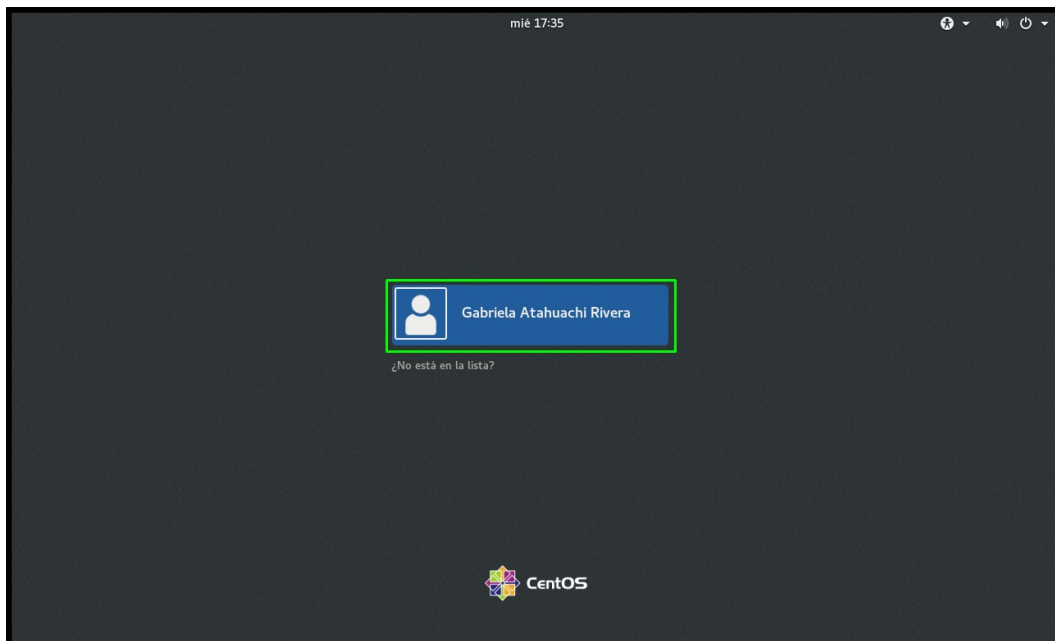 mié 17:35
Gabriela Atahuachi Rivera
¿No está en la lista?
CentOS